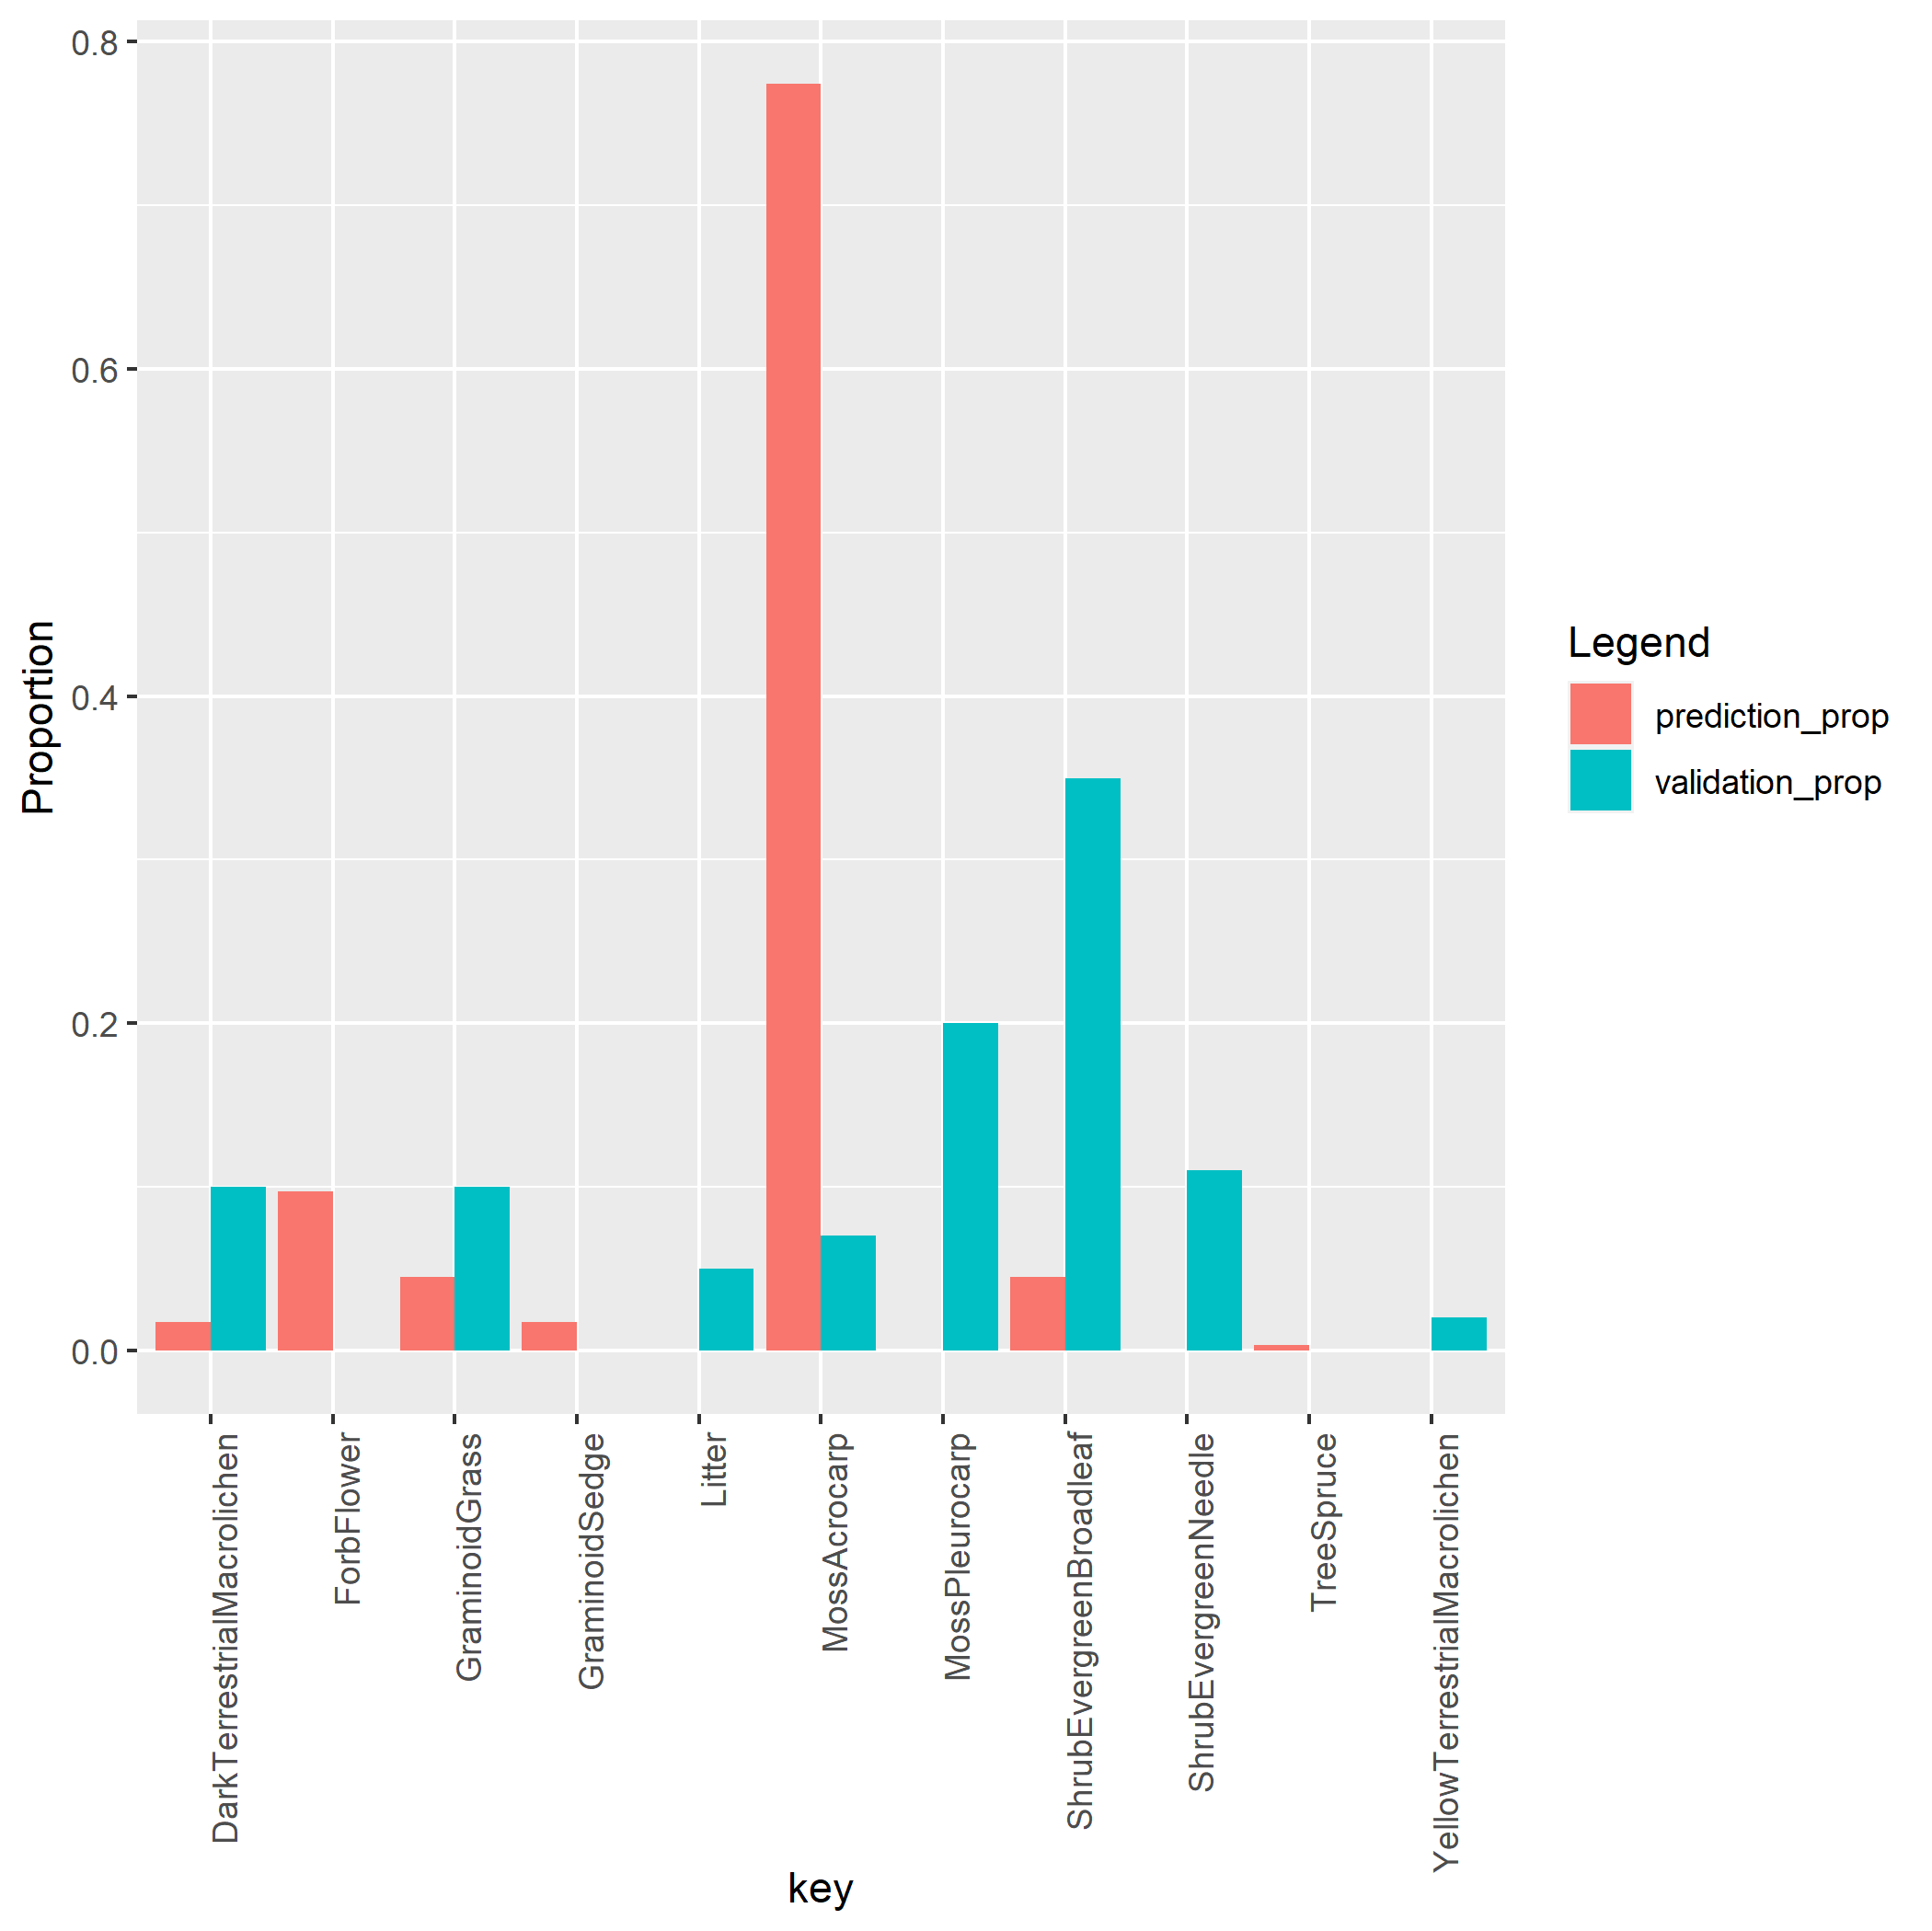 0.8
0.6
0.4
0.2
0.0
Proportion
DarkTerrestrialMacrolichen
ForbFlower
GraminoidGrass
GraminoidSedge
Litter
MossAcrocarp
MossPleurocarp
ShrubEvergreenBroadleaf
ShrubEvergreenNeedle
TreeSpruce
YellowTerrestrialMacrolichen
key
Legend
prediction_prop
validation_prop